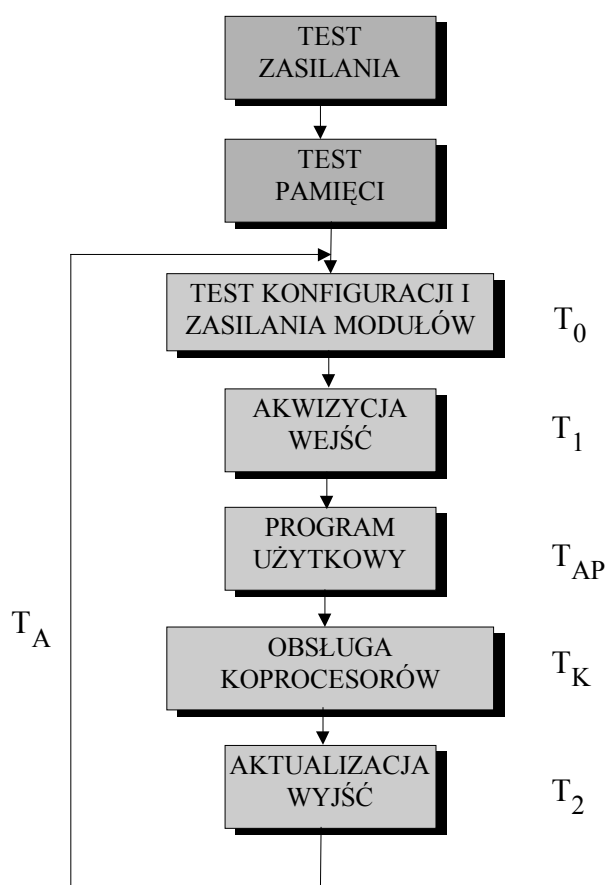 TEST
ZASILANIA
TEST
PAMIĘCI
TEST KONFIGURACJI I
ZASILANIA MODUŁÓW
T0
AKWIZYCJA
WEJŚĆ
T1
PROGRAM
UŻYTKOWY
TAP
TA
OBSŁUGA
KOPROCESORÓW
TK
AKTUALIZACJA
WYJŚĆ
T2